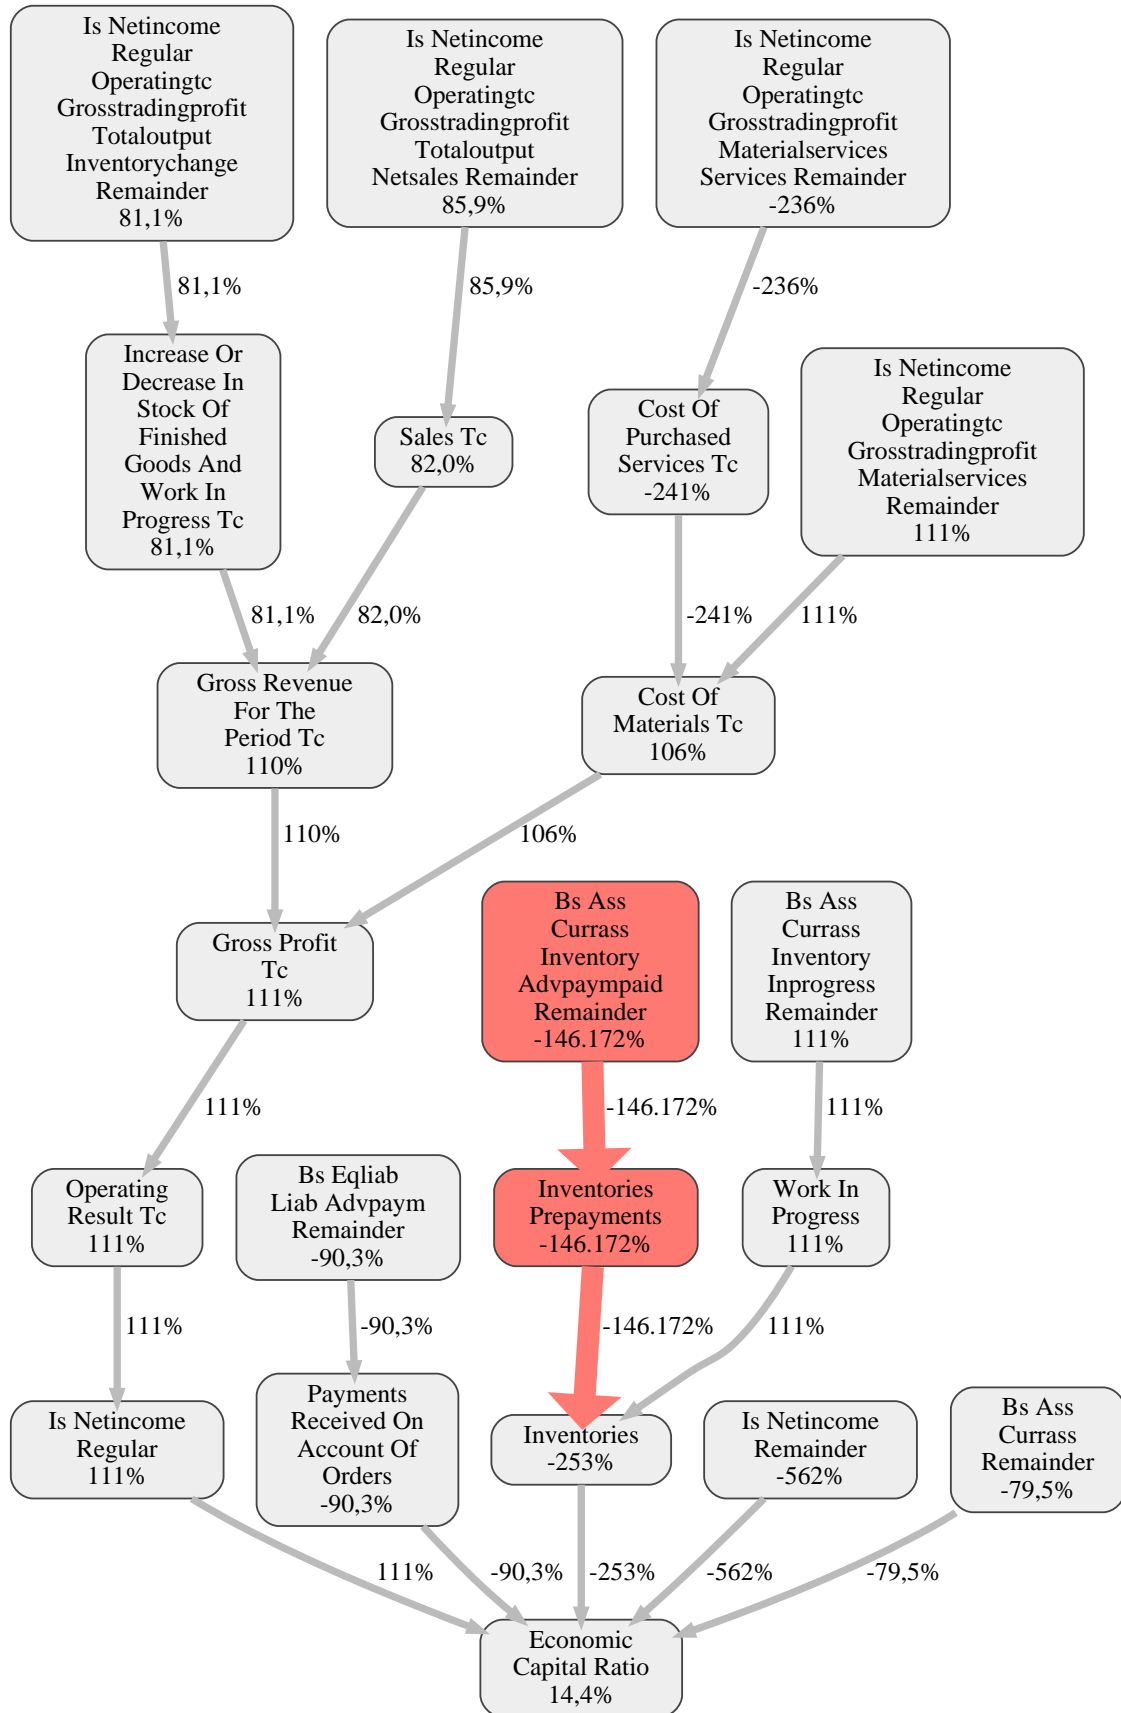 Is Netincome
Regular
Operatingtc
Grosstradingprofit
Totaloutput
Inventorychange
Remainder
81,1%
Is Netincome
Regular
Operatingtc
Grosstradingprofit
Totaloutput
Netsales Remainder
85,9%
Is Netincome
Regular
Operatingtc
Grosstradingprofit
Materialservices
Services Remainder
-236%
81,1%
85,9%
-236%
Increase Or
Decrease In
Stock Of
Finished
Goods And
Work In
Progress Tc
81,1%
Sales Tc
82,0%
Cost Of
Purchased
Services Tc
-241%
Is Netincome
Regular
Operatingtc
Grosstradingprofit
Materialservices
Remainder
111%
81,1%
82,0%
-241%
111%
Gross Revenue
For The
Period Tc
110%
Cost Of
Materials Tc
106%
110%
106%
Gross Profit
Tc
111%
Bs Ass
Currass
Inventory
Advpaympaid
Remainder
-146.172%
Bs Ass
Currass
Inventory
Inprogress
Remainder
111%
111%
-146.172%
111%
Operating
Result Tc
111%
Bs Eqliab
Liab Advpaym
Remainder
-90,3%
Inventories
Prepayments
-146.172%
Work In
Progress
111%
111%
-90,3%
-146.172%
111%
Is Netincome
Regular
111%
Payments
Received On
Account Of
Orders
-90,3%
Inventories
-253%
Is Netincome
Remainder
-562%
Bs Ass
Currass
Remainder
-79,5%
111%
-90,3%
-253%
-562%
-79,5%
Economic
Capital Ratio
14,4%